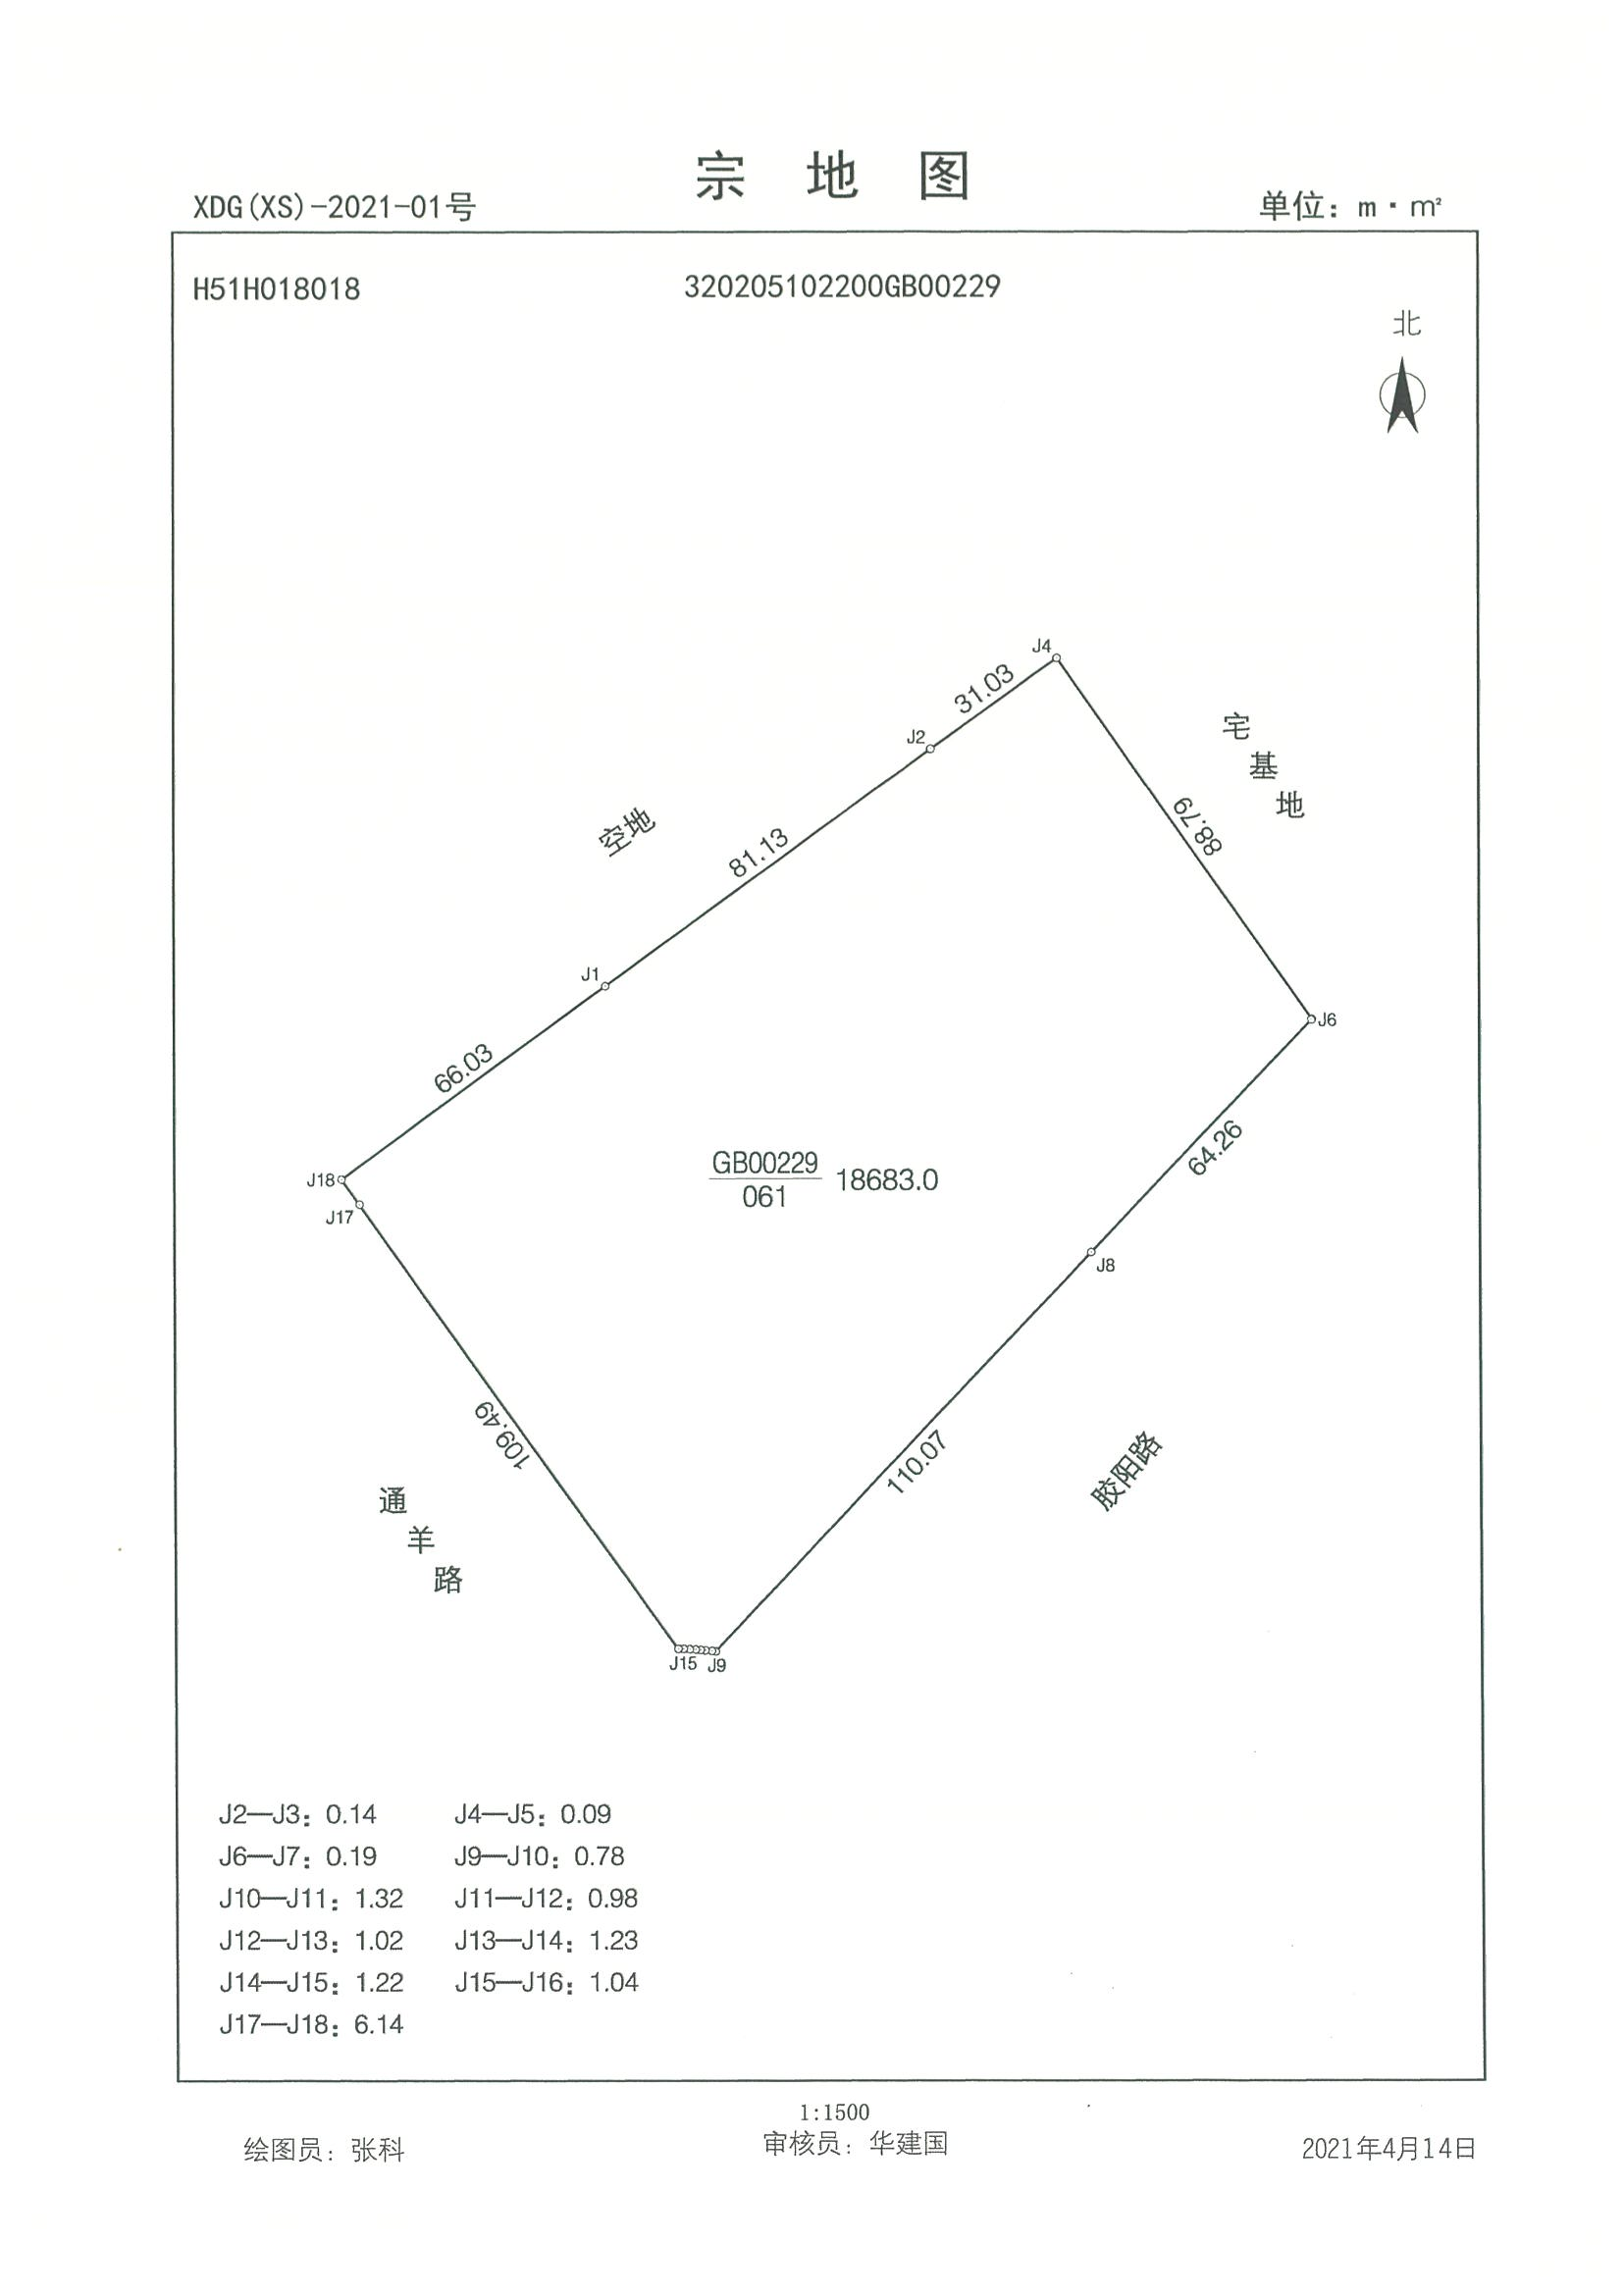 宗 地 图
XDG(XS)-2021-01号
单位：m·㎡
H51H018018
320205102200GB00229
北
J4
31.03
J2
宅基地
88.79
空地
81.13
J1
J6
66.03
64.26
GB00229
061
18683.0
J18
J17
J8
109.49
110.07
胶阳路
通羊路
J15 J9
J2—J3：0.14 J4—J5：0.09
J6—J7：0.19 J9—J10：0.78
J10—J11：1.32 J11—J12：0.98
J12—J13：1.02 J13—J14：1.23
J14—J15：1.22 J15—J16：1.04
J17—J18：6.14
1:1500
绘图员：张科
审核员：华建国
2021年4月14日